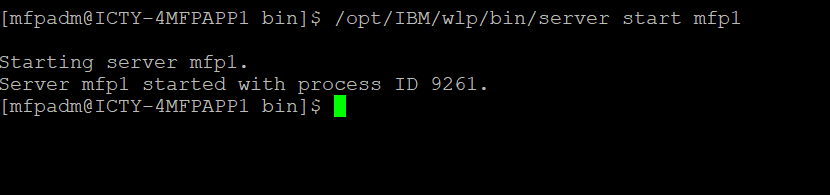 [mfpadm@ICTY-4MFPAPP1 bin]$ /opt/IBM/wlp/bin/server start mfp1
Starting server mfp1.
Server mfp1 started with process ID 9261.
[mfpadm@ICTY-4MFPAPP1 bin]$